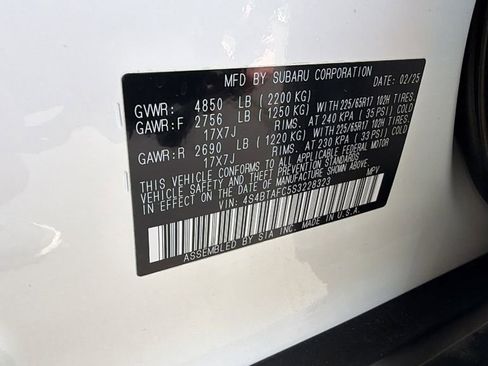 MFD BY SUBARU CORPORATION DATE: 02/25
GVWR: 4850 LB (2200 KG)
GAWR:F 2756 LB (1250 KG) WITH 225/65R17 102H TIRES.
17X7J RIMS. AT 240 KPA (35 PSI) COLD
GAWR:R 2690 LB (1220 KG) WITH 225/65R17 102H TIRES.
17X7J RIMS. AT 230 KPA (33 PSI) COLD
THIS VEHICLE CONFORMS TO ALL APPLICABLE FEDERAL MOTOR
VEHICLE SAFETY AND THEFT PREVENTION STANDARDS
IN EFFECT ON THE DATE OF MANUFACTURE SHOWN ABOVE.
VIN: 4S4BTAFC5S3228323 MPV
ASSEMBLED BY SIA INC. MADE IN U.S.A.